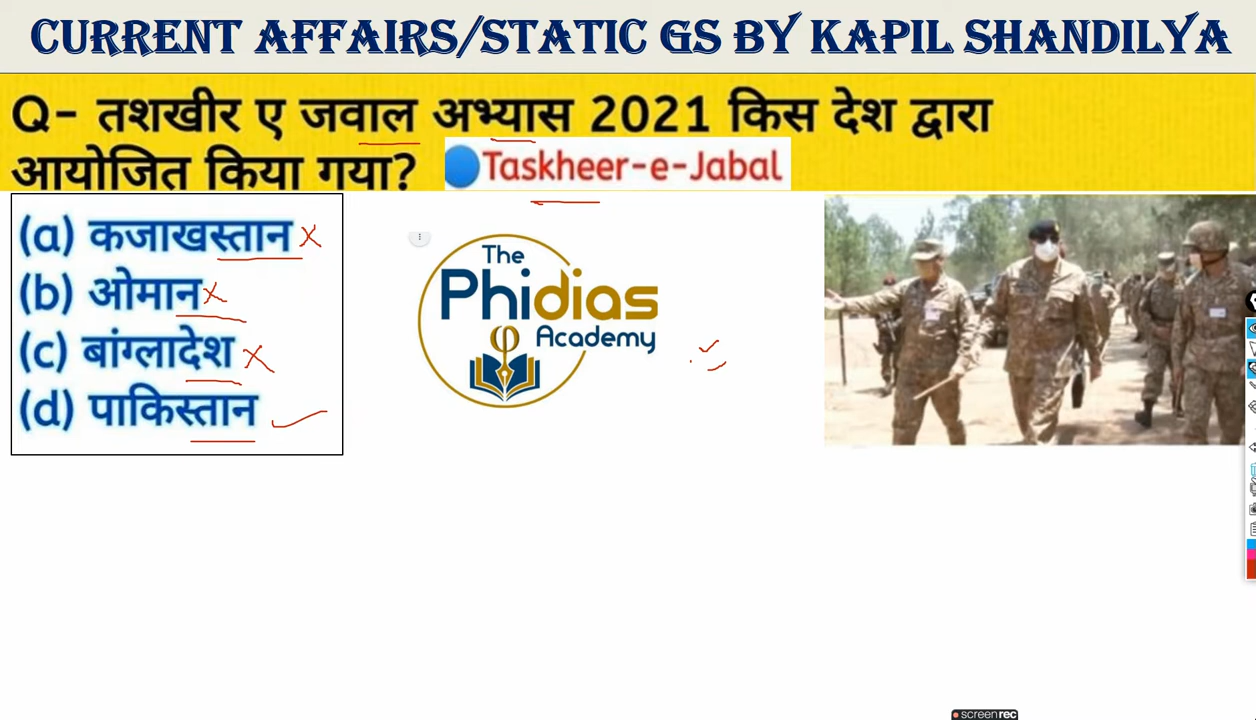 CURRENT AFFAIRS/STATIC GS BY KAPIL SHANDILYA
Q- तशखीर ए जवाल अभ्यास 2021 किस देश द्वारा
आयोजित किया गया? Taskheer-e-Jabal
(a) कजाखस्तान
(b) ओमान
(c) बांग्लादेश
(d) पाकिस्तान
The
Phidias
φ Academy
screenrec